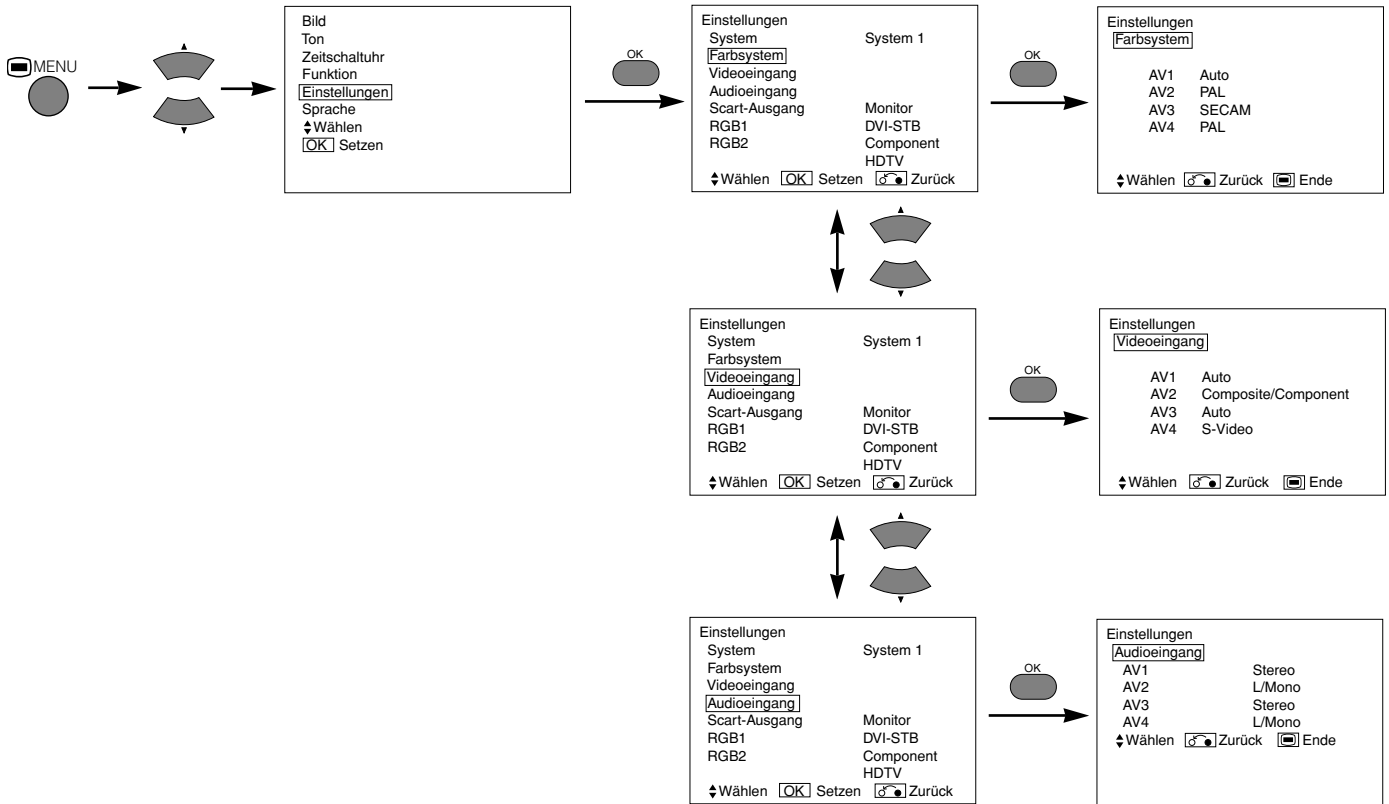 MENU
Bild
Ton
Zeitschaltuhr
Funktion
Einstellungen
Sprache
Wählen
OK Setzen
OK
Einstellungen
System System 1
Farbsystem
Videoeingang
Audioeingang
Scart-Ausgang Monitor
RGB1 DVI-STB
RGB2 Component
HDTV
Wählen OK Setzen Zurück
OK
Einstellungen
Farbsystem
AV1 Auto
AV2 PAL
AV3 SECAM
AV4 PAL
Wählen Zurück Ende
Einstellungen
System System 1
Farbsystem
Videoeingang
Audioeingang
Scart-Ausgang Monitor
RGB1 DVI-STB
RGB2 Component
HDTV
Wählen OK Setzen Zurück
OK
Einstellungen
Videoeingang
AV1 Auto
AV2 Composite/Component
AV3 Auto
AV4 S-Video
Wählen Zurück Ende
Einstellungen
System System 1
Farbsystem
Videoeingang
Audioeingang
Scart-Ausgang Monitor
RGB1 DVI-STB
RGB2 Component
HDTV
Wählen OK Setzen Zurück
OK
Einstellungen
Audioeingang
AV1 Stereo
AV2 L/Mono
AV3 Stereo
AV4 L/Mono
Wählen Zurück Ende